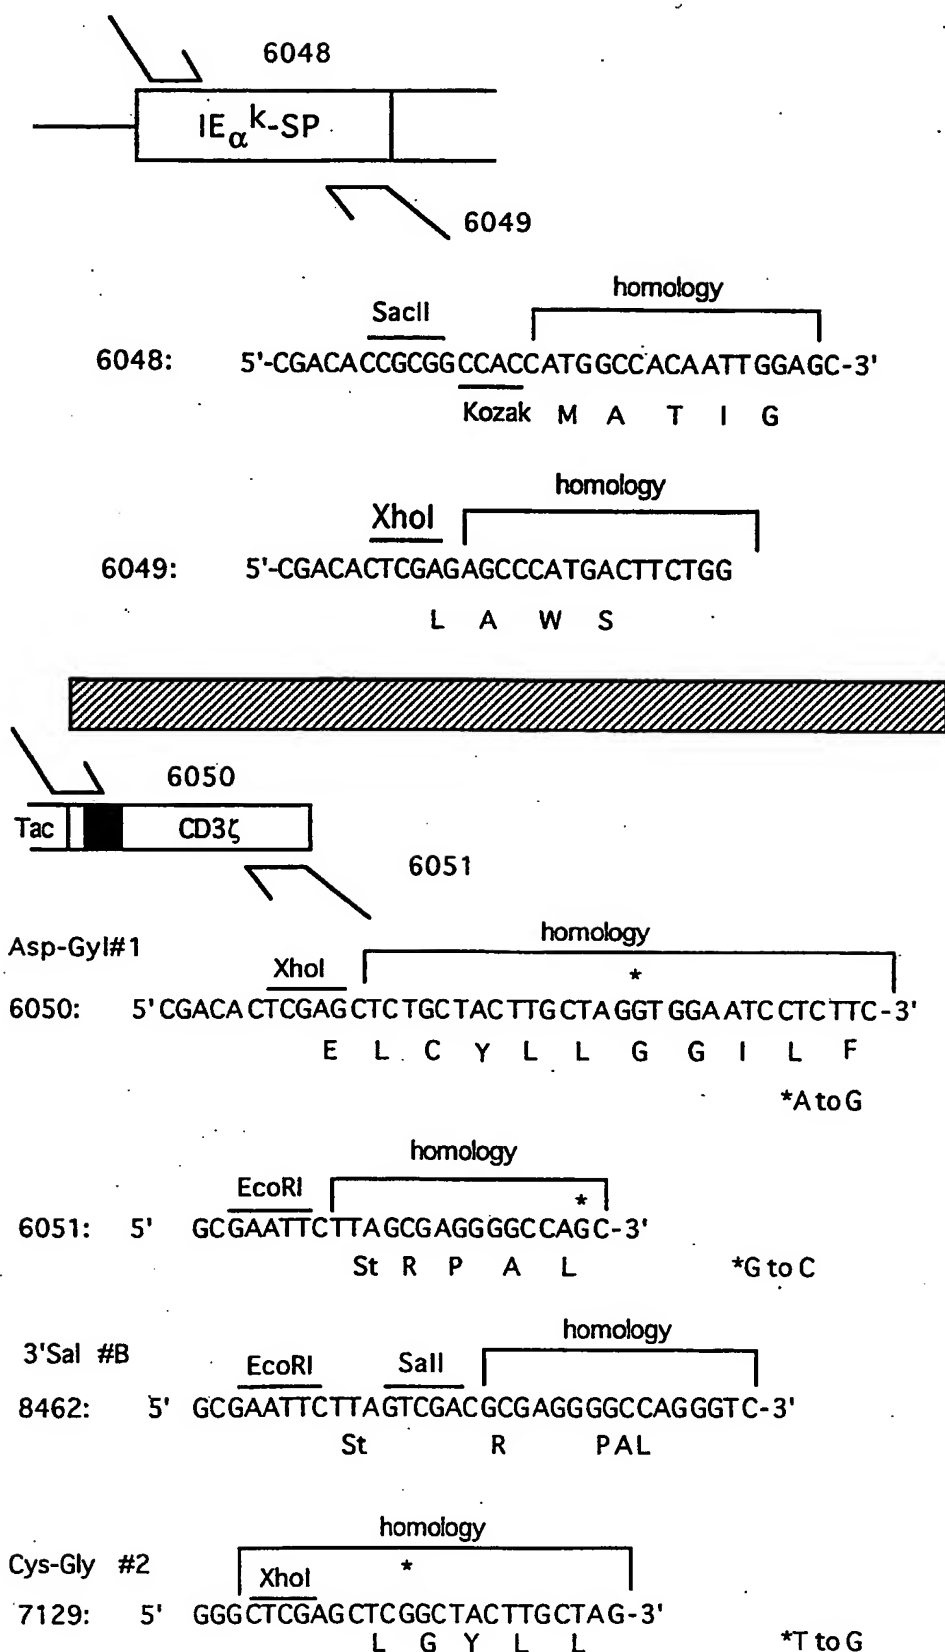 6048
IEαk-SP
6049
homology
SacII
6048: 5'-CGACACCGCGGCCACCATGGCCACAATTGGAGC-3'
Kozak M A T I G
homology
XhoI
6049: 5'-CGACACTCGAGAGCCCATGACTTCTGG
L A W S
6050
Tac CD3ζ
6051
Asp-Gyl#1
homology
XhoI *
6050: 5'CGACACTCGAGCTCTGCTACTTGCTAGGTGGAATCCTCTTC-3'
E L C Y L L G G I L F
*A to G
homology
EcoRI *
6051: 5' GCGAATTCTTAGCGAGGGGCCAGC-3'
St R P A L *G to C
homology
3'Sal #B EcoRI SalI
8462: 5' GCGAATTCTTAGTCGACGCGAGGGGCCAGGGTC-3'
St R PAL
homology
Cys-Gly #2 XhoI *
7129: 5' GGGCTCGAGCTCGGCTACTTGCTAG-3'
L G Y L L *T to G